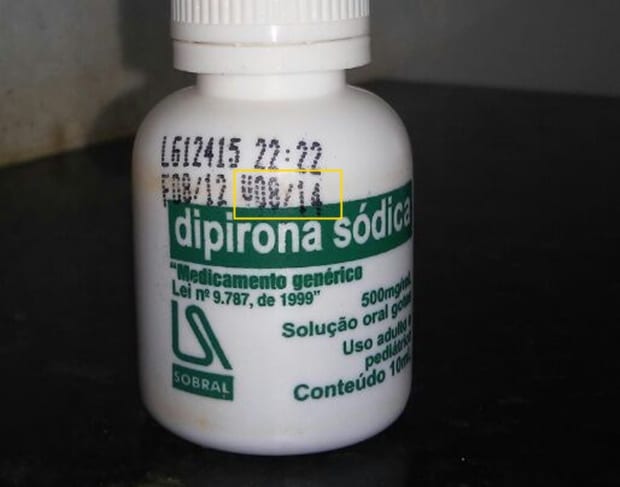 LG12415 22:22
F08/12 V08/14
dipirona sódica
"Medicamento genérico
Lei nº 9.787, de 1999"
500mg/mL
Solução oral gotas
Uso adulto e
pediátrico
Conteúdo 10mL
SOBRAL